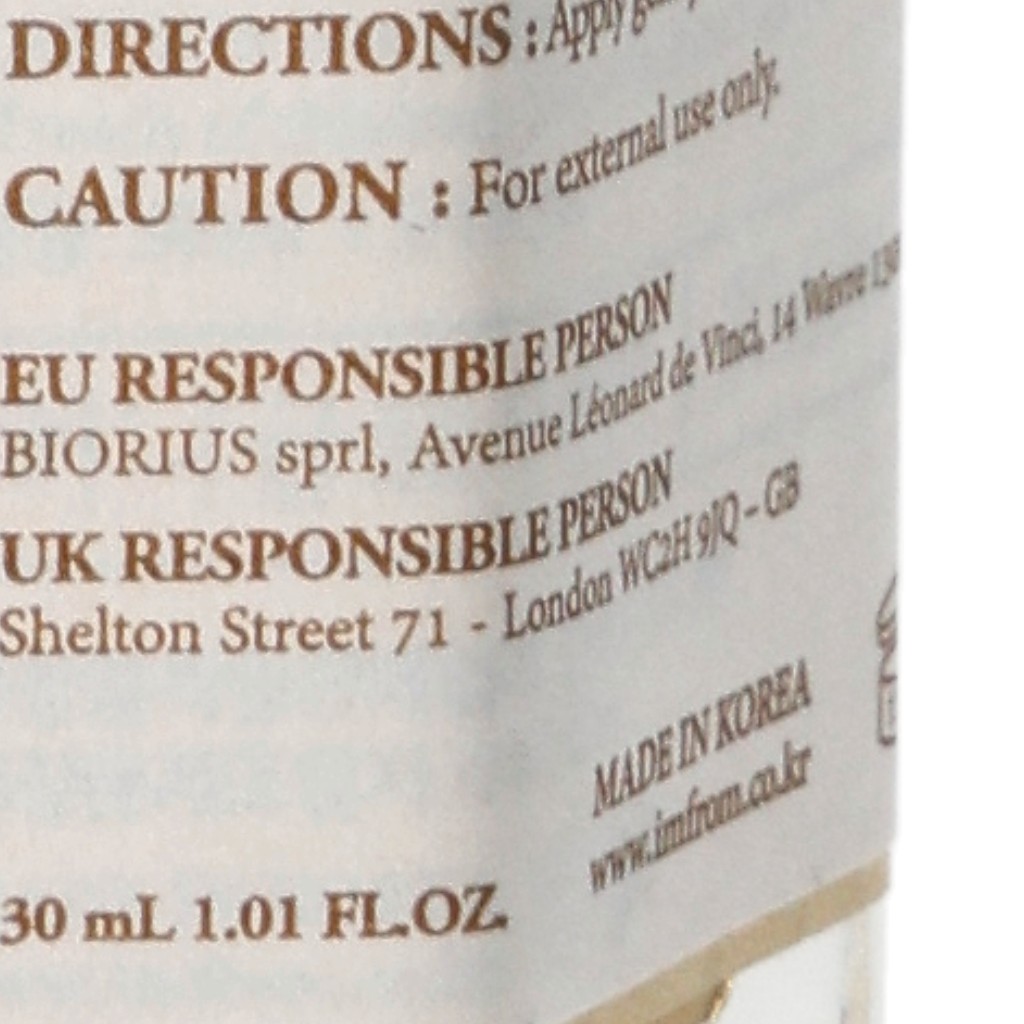 DIRECTIONS : Apply
CAUTION : For external use only.
EU RESPONSIBLE PERSON
BIORIUS sprl, Avenue Léonard de Vinci, 14 Wavre
UK RESPONSIBLE PERSON
Shelton Street 71 - London WC2H 9JQ – GB
MADE IN KOREA
www.imfrom.co.kr
30 mL 1.01 FL.OZ.